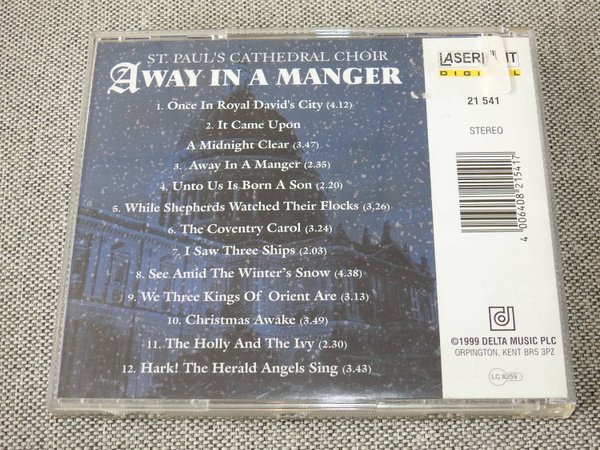 ST. PAUL'S CATHEDRAL CHOIR
AWAY IN A MANGER
1. Once In Royal David's City (4.12)
2. It Came Upon
A Midnight Clear (3.47)
3. Away In A Manger (2.35)
4. Unto Us Is Born A Son (2.20)
5. While Shepherds Watched Their Flocks (3,26)
6. The Coventry Carol (3.24)
7. I Saw Three Ships (2.03)
8. See Amid The Winter's Snow (4.38)
9. We Three Kings Of Orient Are (3.13)
10. Christmas Awake (3.49)
11. The Holly And The Ivy (2.30)
12. Hark! The Herald Angels Sing (3.43)
21 541
STEREO
4 006408 215417
©1999 DELTA MUSIC PLC
ORPINGTON, KENT BR5 3PZ
LC 8259